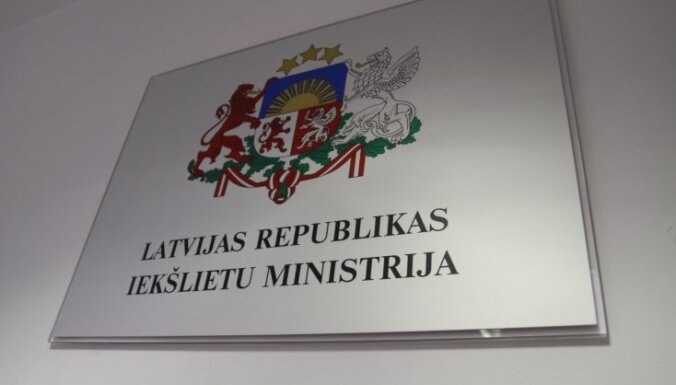 LATVIJAS REPUBLIKAS
IEKŠLIETU MINISTRIJA